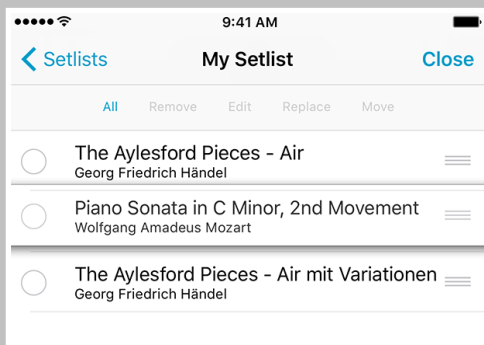 9:41 AM
Setlists My Setlist Close
All Remove Edit Replace Move
The Aylesford Pieces - Air
Georg Friedrich Händel
Piano Sonata in C Minor, 2nd Movement
Wolfgang Amadeus Mozart
The Aylesford Pieces - Air mit Variationen
Georg Friedrich Händel